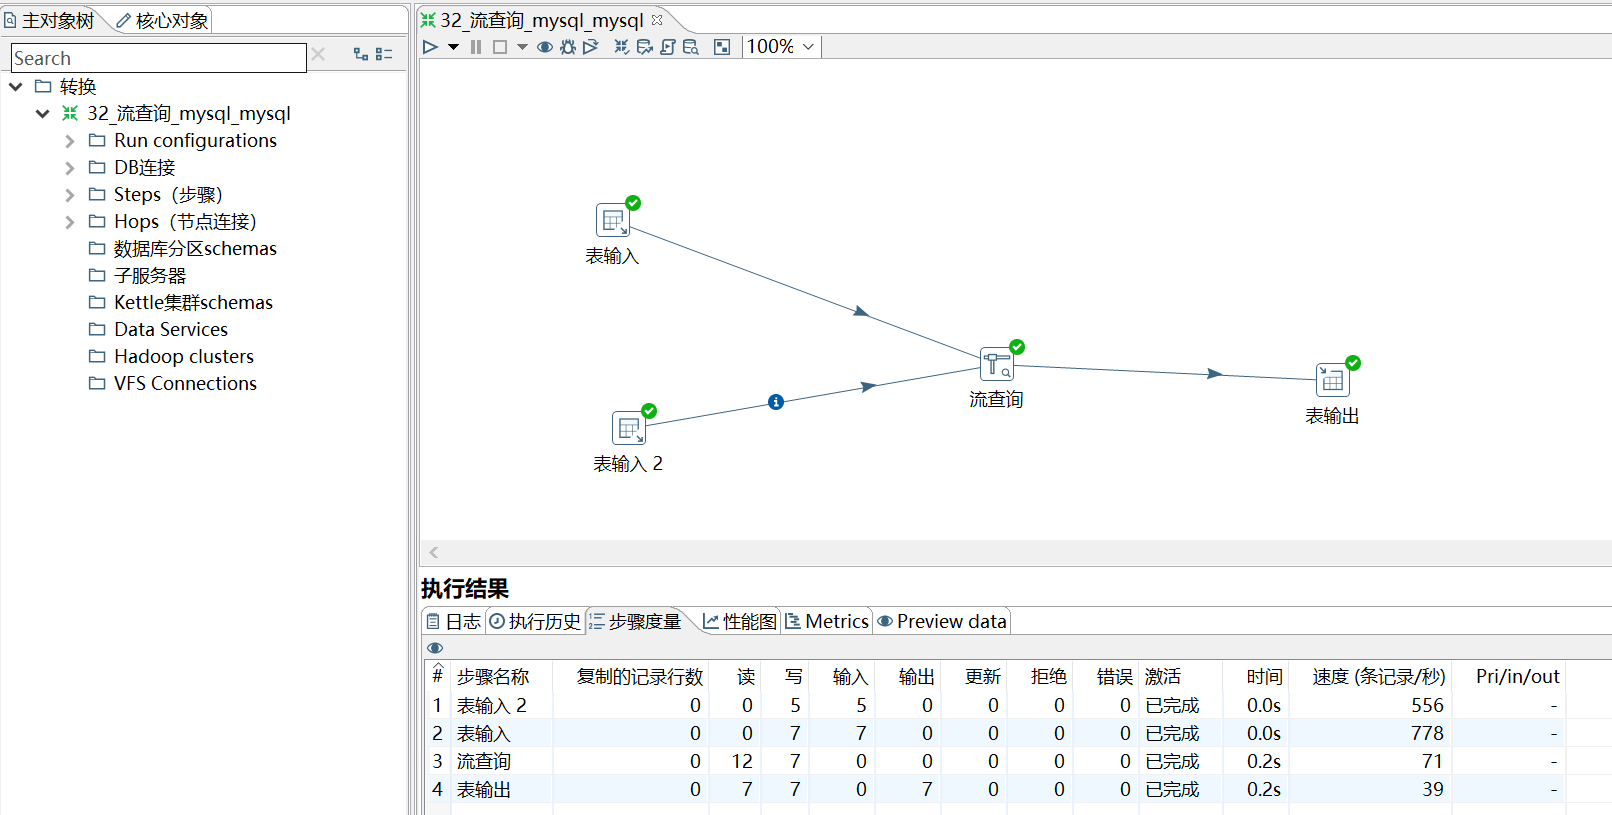 主对象树 核心对象
Search
转换
32_流查询_mysql_mysql
Run configurations
DB连接
Steps（步骤）
Hops（节点连接）
数据库分区schemas
子服务器
Kettle集群schemas
Data Services
Hadoop clusters
VFS Connections
32_流查询_mysql_mysql
100%
表输入
流查询
表输出
表输入 2
执行结果
日志 执行历史 步骤度量 性能图 Metrics Preview data
# 步骤名称 复制的记录行数 读 写 输入 输出 更新 拒绝 错误 激活 时间 速度 (条记录/秒) Pri/in/out
1 表输入 2 0 0 5 5 0 0 0 0 已完成 0.0s 556 -
2 表输入 0 0 7 7 0 0 0 0 已完成 0.0s 778 -
3 流查询 0 12 7 0 0 0 0 0 已完成 0.2s 71 -
4 表输出 0 7 7 0 7 0 0 0 已完成 0.2s 39 -